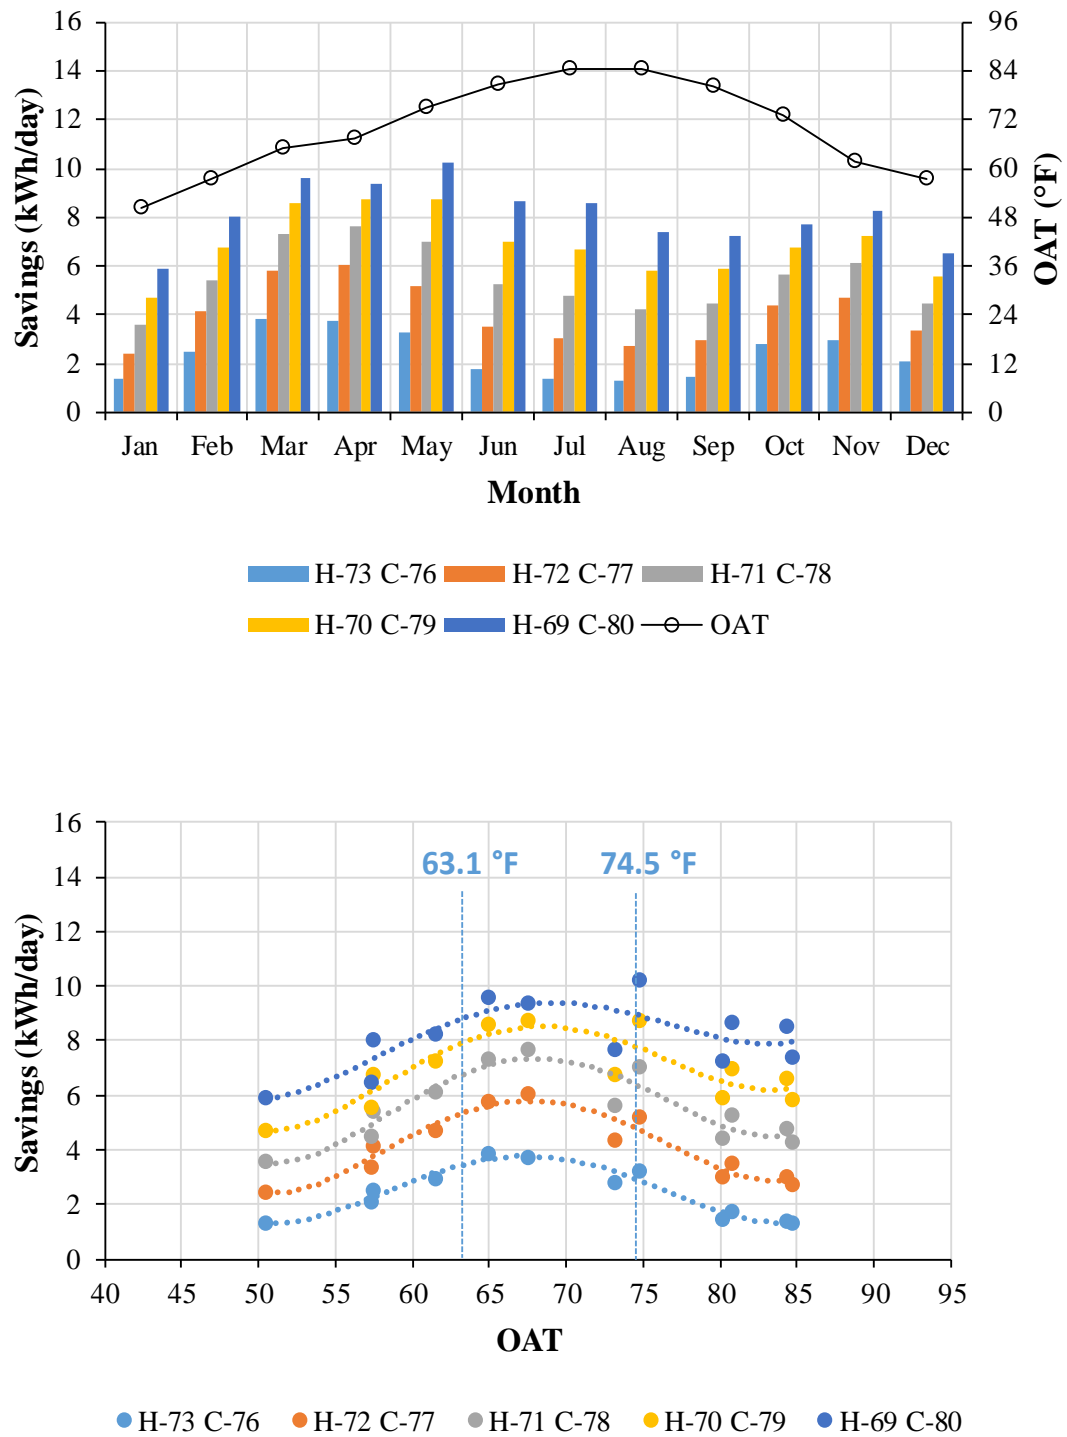 16
14
12
10
8
6
4
2
0
Savings (kWh/day)
96
84
72
60
48
36
24
12
0
OAT (°F)
Jan Feb Mar Apr May Jun Jul Aug Sep Oct Nov Dec
Month
H-73 C-76 H-72 C-77 H-71 C-78
H-70 C-79 H-69 C-80 OAT
16
14
12
10
8
6
4
2
0
Savings (kWh/day)
63.1 °F 74.5 °F
40 45 50 55 60 65 70 75 80 85 90 95
OAT
H-73 C-76 H-72 C-77 H-71 C-78 H-70 C-79 H-69 C-80